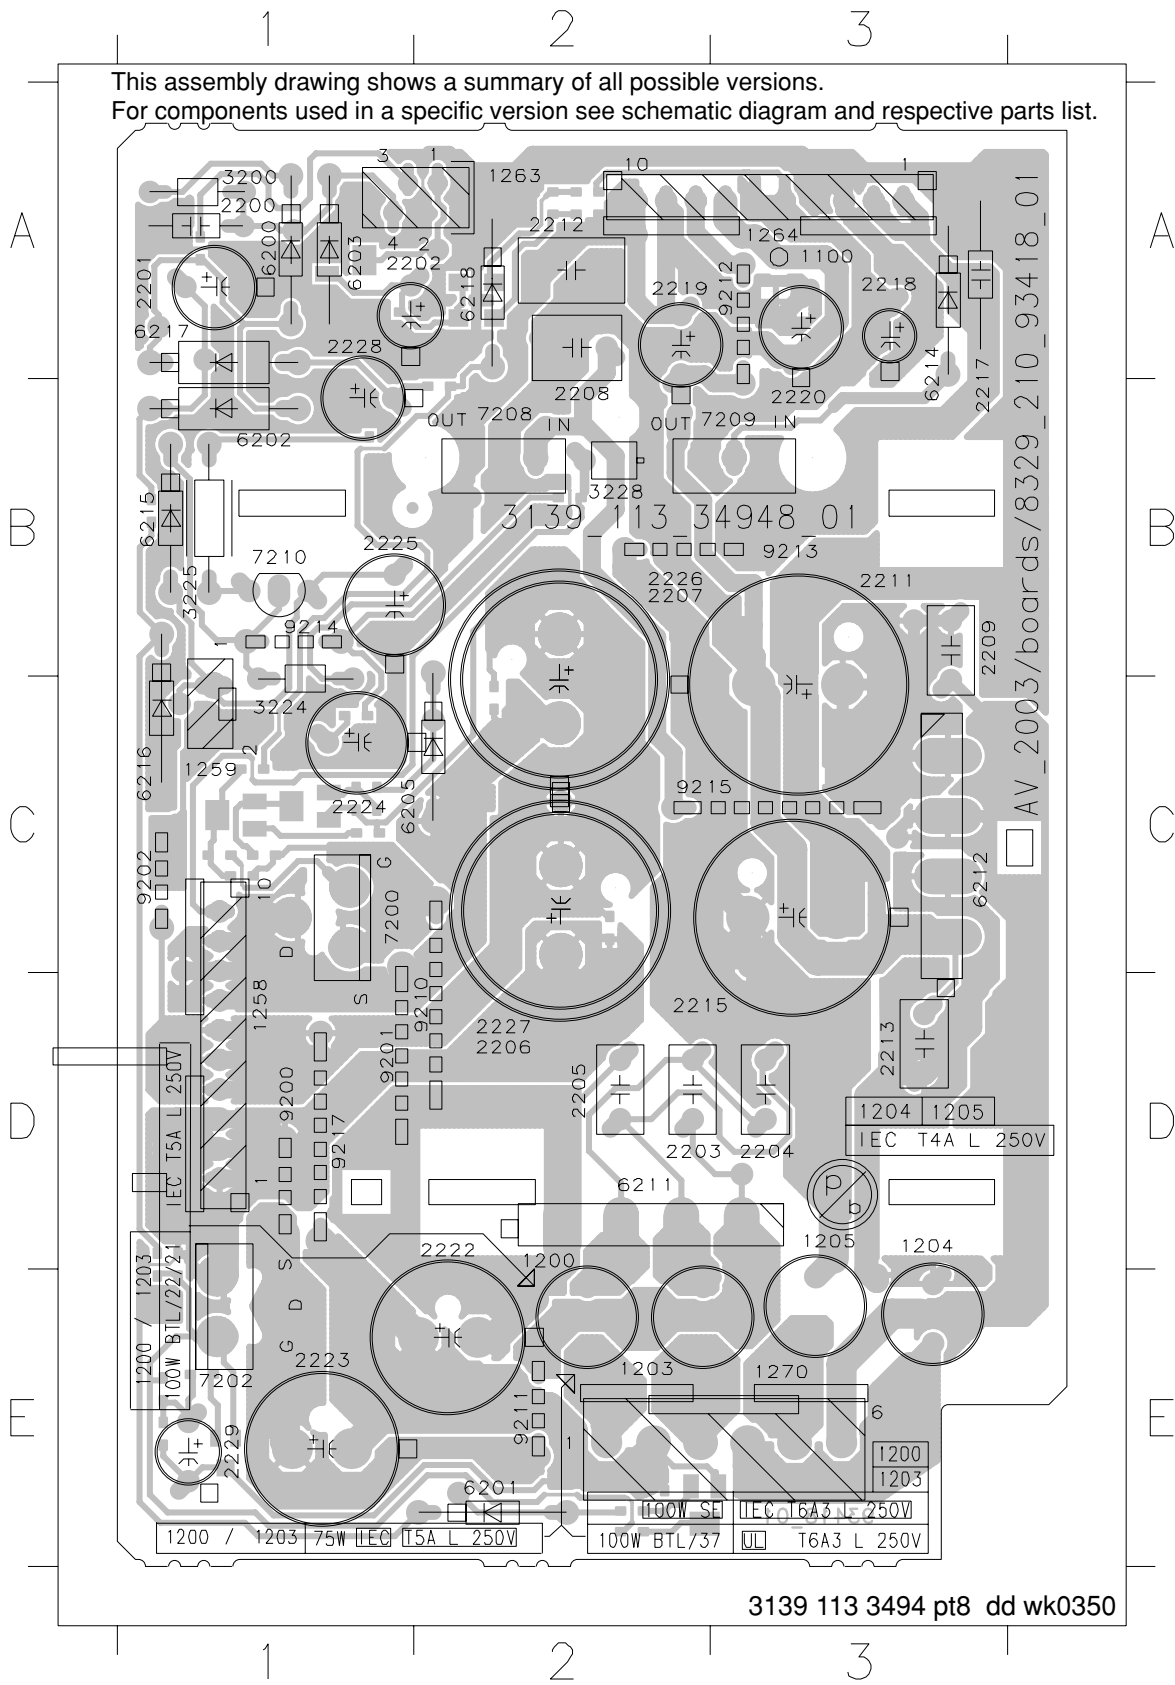 1 2 3
This assembly drawing shows a summary of all possible versions.
For components used in a specific version see schematic diagram and respective parts list.
A
A
3200
2200
3 1
1263
4 2
10 1
1264
1100
2212
2201
6200
6203
2202
6218
2219
9212
2218
6214
2217
6217
2228
2208
2220
6202
OUT 7208 IN
OUT 7209 IN
3228
B
B
6215
3225
7210
2225
3139_113_34948_01
9213
AV_2003/boards/8329_210_93418_01
2226
2207
2211
2209
1
9214
3224
6216
1259
2
2224
6205
9215
C
C
9202
10
G
7200
D
S
6212
1258
9210
9201
2227
2206
2215
2213
IEC T5A L 250V
9200
9217
2205
1204 1205
IEC T4A L 250V
D
D
2203 2204
1
6211
p
b
1205
1204
1200 / 1203
100W BTL/22/21
S
D
G
2222
1200
2223
7202
1203
1270
E
E
9211
1
6
2229
1200
1203
6201
100W SE IEC T6A3 L 250V
1200 / 1203 75W IEC T5A L 250V
100W BTL/37 UL T6A3 L 250V
3139 113 3494 pt8 dd wk0350
1 2 3